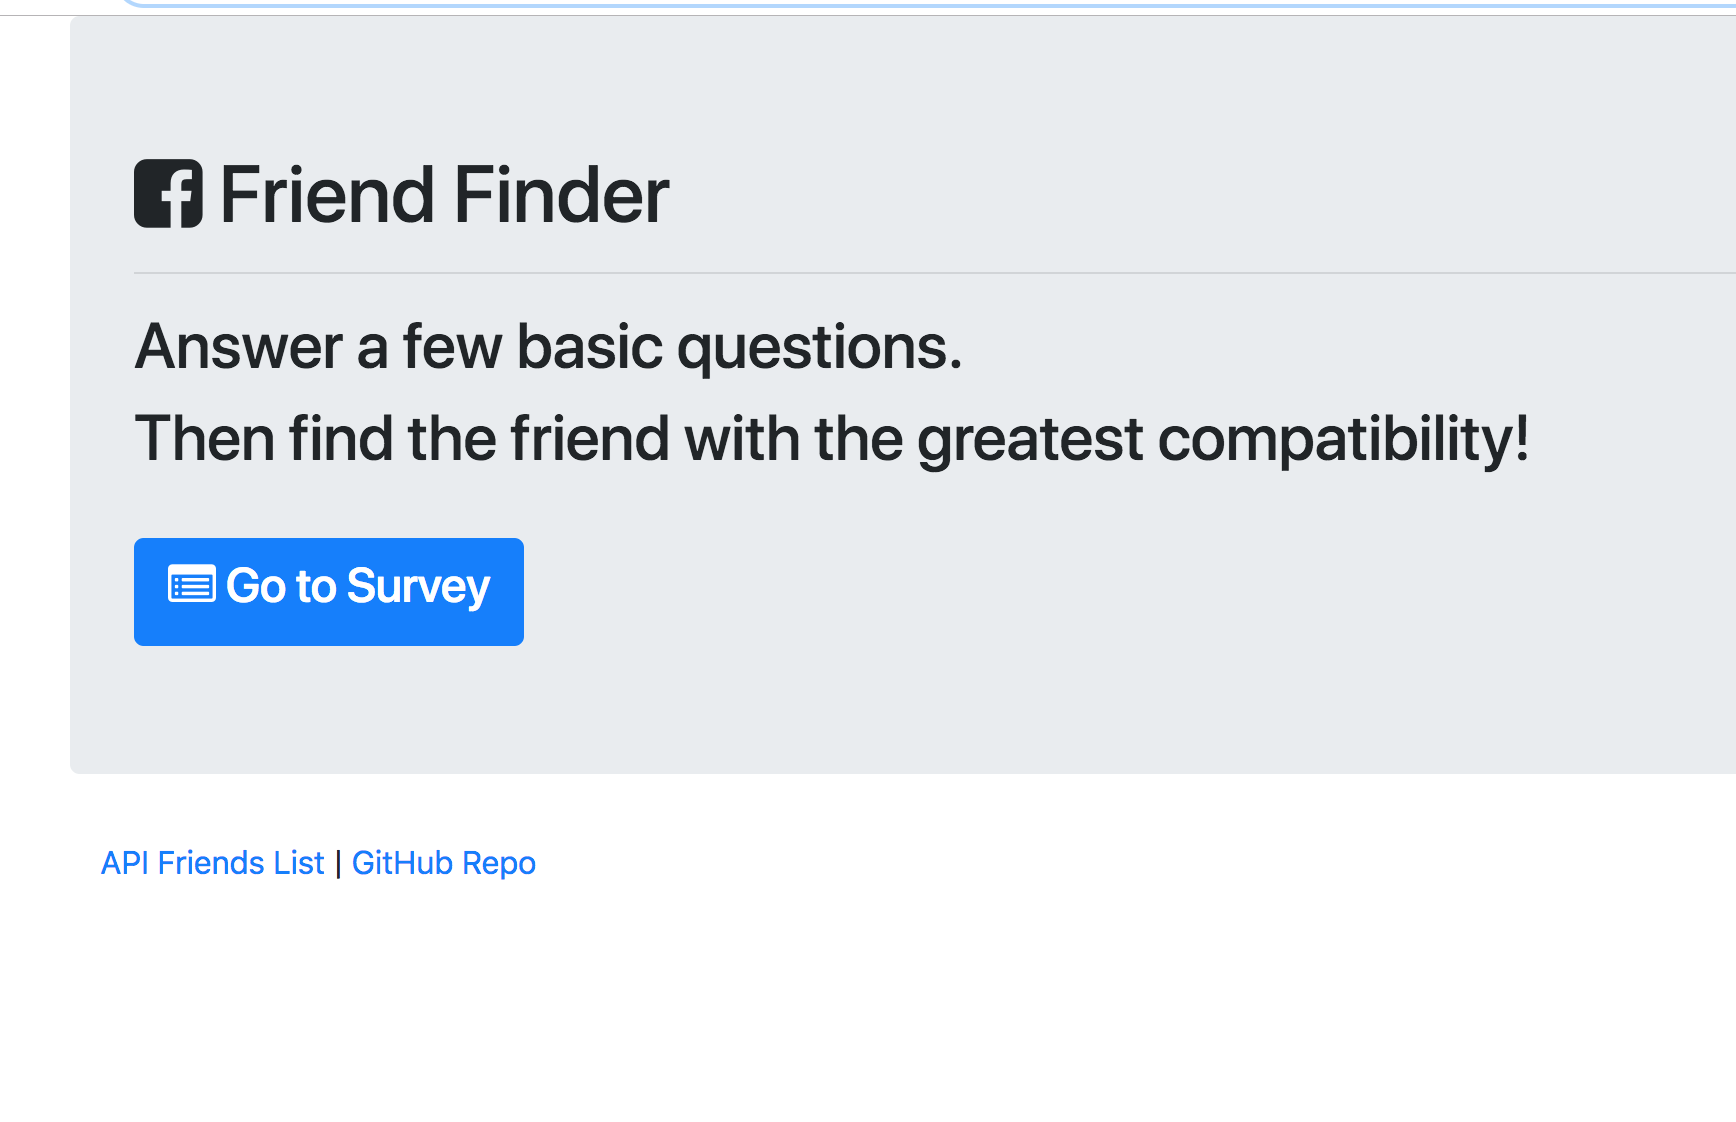 Friend Finder
Answer a few basic questions.
Then find the friend with the greatest compatibility!
Go to Survey
API Friends List | GitHub Repo